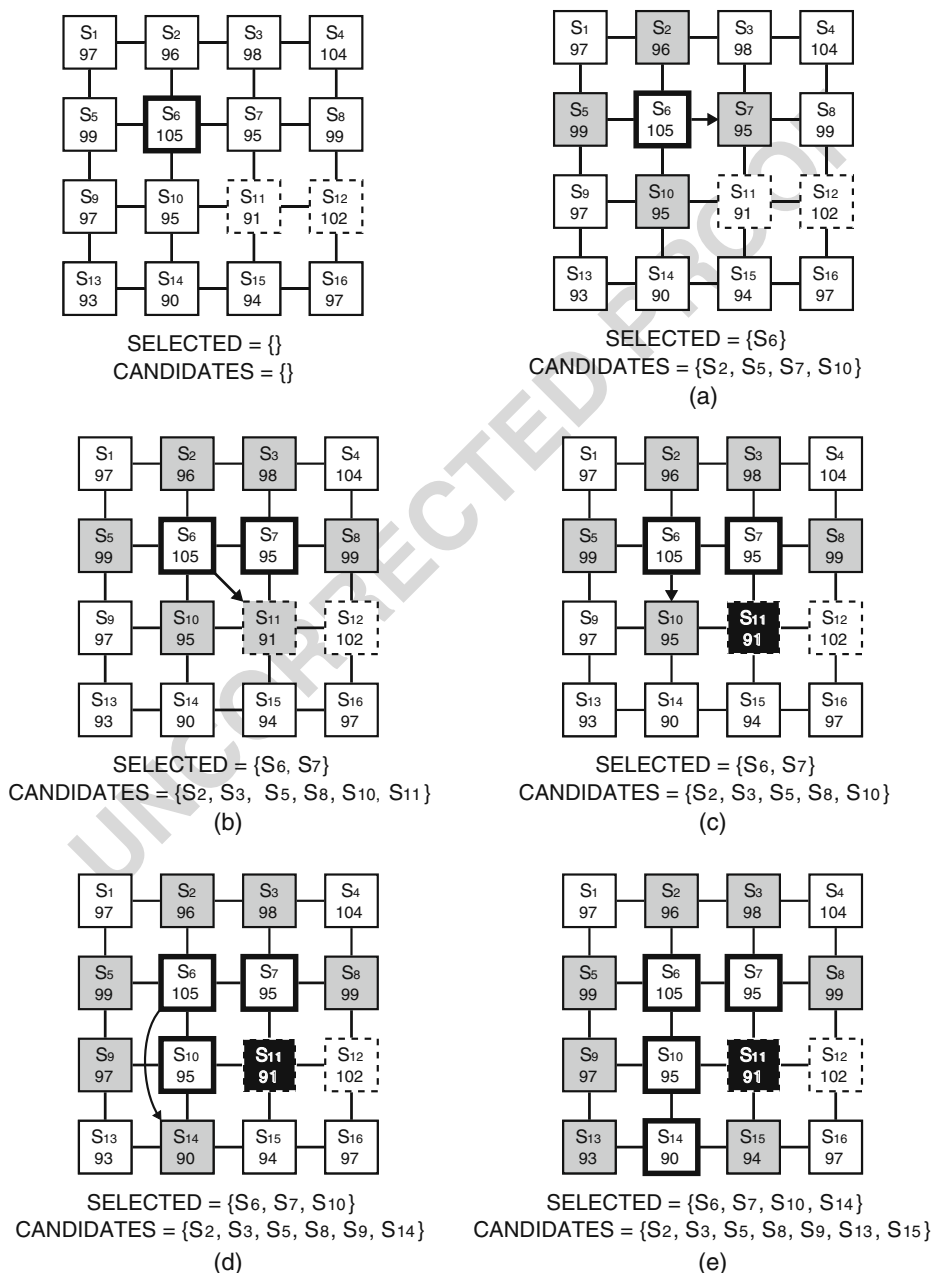 S1 S2 S3 S4
97 96 98 104
S5 S6 S7 S8
99 105 95 99
S9 S10 S11 S12
97 95 91 102
S13 S14 S15 S16
93 90 94 97
SELECTED = {}
CANDIDATES = {}
S1 S2 S3 S4
97 96 98 104
S5 S6 S7 S8
99 105 95 99
S9 S10 S11 S12
97 95 91 102
S13 S14 S15 S16
93 90 94 97
SELECTED = {S6}
CANDIDATES = {S2, S5, S7, S10}
(a)
S1 S2 S3 S4
97 96 98 104
S5 S6 S7 S8
99 105 95 99
S9 S10 S11 S12
97 95 91 102
S13 S14 S15 S16
93 90 94 97
SELECTED = {S6, S7}
CANDIDATES = {S2, S3, S5, S8, S10, S11}
(b)
S1 S2 S3 S4
97 96 98 104
S5 S6 S7 S8
99 105 95 99
S9 S10 S11 S12
97 95 91 102
S13 S14 S15 S16
93 90 94 97
SELECTED = {S6, S7}
CANDIDATES = {S2, S3, S5, S8, S10}
(c)
S1 S2 S3 S4
97 96 98 104
S5 S6 S7 S8
99 105 95 99
S9 S10 S11 S12
97 95 91 102
S13 S14 S15 S16
93 90 94 97
SELECTED = {S6, S7, S10}
CANDIDATES = {S2, S3, S5, S8, S9, S14}
(d)
S1 S2 S3 S4
97 96 98 104
S5 S6 S7 S8
99 105 95 99
S9 S10 S11 S12
97 95 91 102
S13 S14 S15 S16
93 90 94 97
SELECTED = {S6, S7, S10, S14}
CANDIDATES = {S2, S3, S5, S8, S9, S13, S15}
(e)
UNCORRECTED PROOF